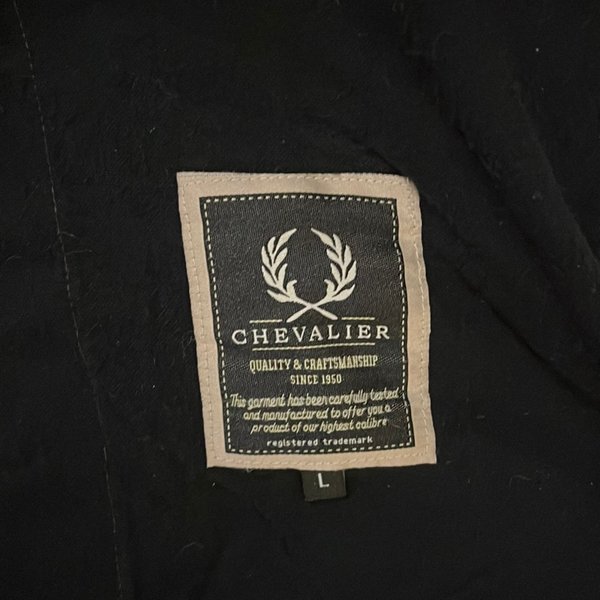 CHEVALIER
QUALITY & CRAFTSMANSHIP
SINCE 1950
This garment has been carefully tested
and manufactured to offer you a
product of our highest calibre
registered trademark
L